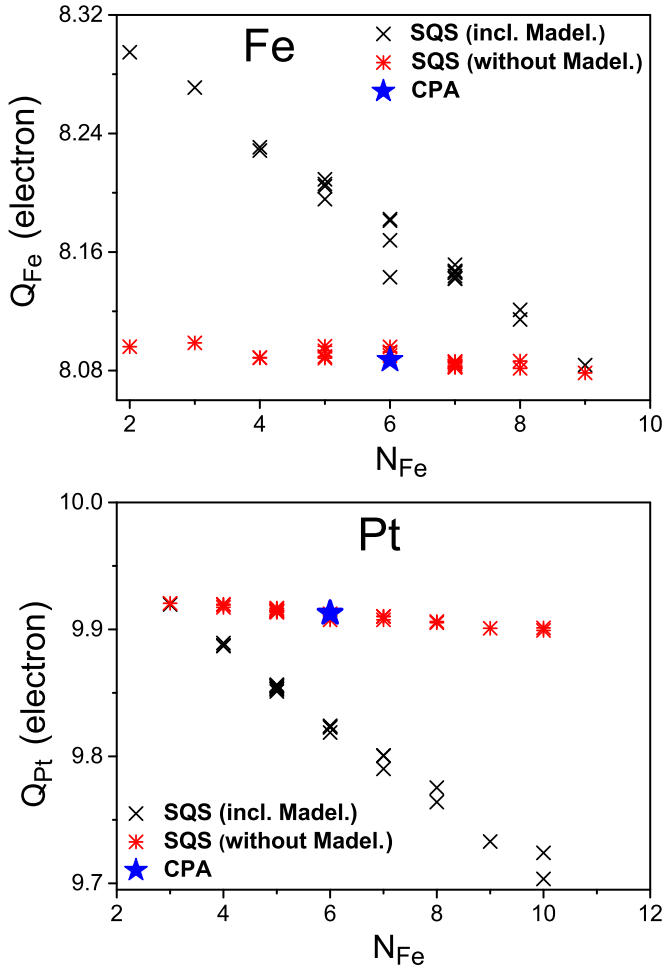 8.32
Fe
SQS (incl. Madel.)
SQS (without Madel.)
CPA
8.24
8.16
8.08
Q_Fe (electron)
2 4 6 8 10
N_Fe
10.0
Pt
9.9
9.8
9.7
Q_Pt (electron)
SQS (incl. Madel.)
SQS (without Madel.)
CPA
2 4 6 8 10 12
N_Fe